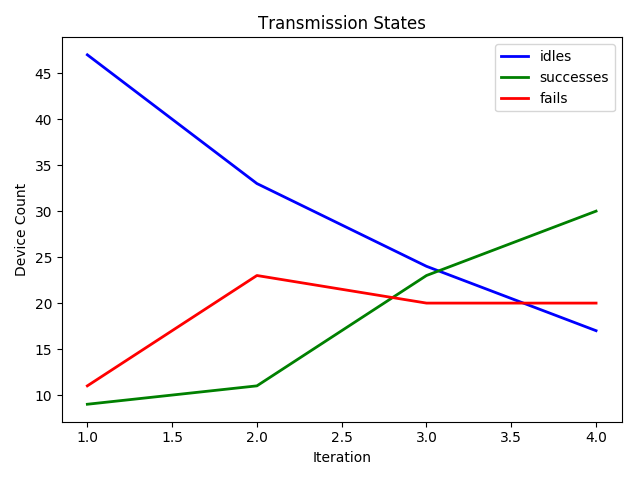 Transmission States
idles
successes
fails
Device Count
45
40
35
30
25
20
15
10
1.0 1.5 2.0 2.5 3.0 3.5 4.0
Iteration